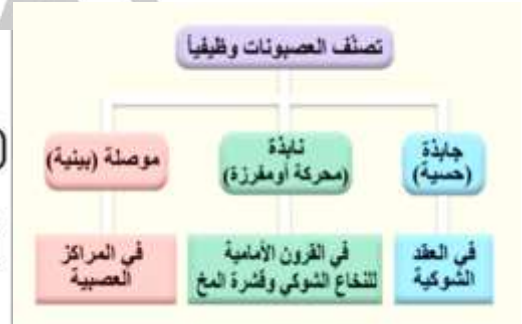 تصنّف العصبونات وظيفياً
جابذة
(حسية)
نابذة
(محركة أومفرزة)
موصلة (بينية)
في العقد
الشوكية
في القرون الأمامية
للنخاع الشوكي وقشرة المخ
في المراكز
العصبية